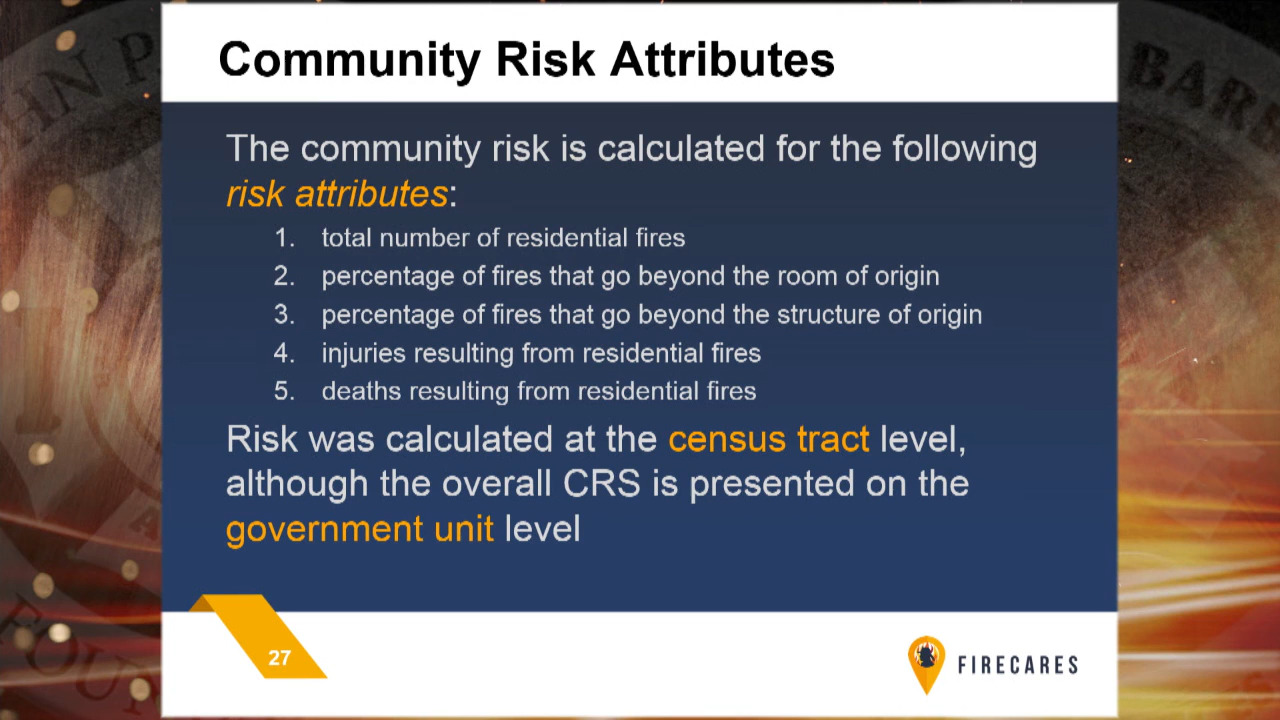 Community Risk Attributes
The community risk is calculated for the following
risk attributes:
1. total number of residential fires
2. percentage of fires that go beyond the room of origin
3. percentage of fires that go beyond the structure of origin
4. injuries resulting from residential fires
5. deaths resulting from residential fires
Risk was calculated at the census tract level,
although the overall CRS is presented on the
government unit level
27
FIRECARES